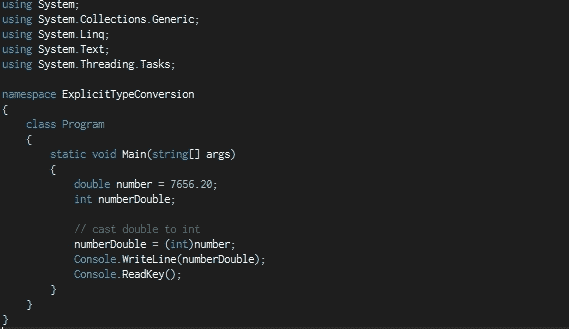 using System;
using System.Collections.Generic;
using System.Linq;
using System.Text;
using System.Threading.Tasks;

namespace ExplicitTypeConversion
{
    class Program
    {
        static void Main(string[] args)
        {
            double number = 7656.20;
            int numberDouble;

            // cast double to int
            numberDouble = (int)number;
            Console.WriteLine(numberDouble);
            Console.ReadKey();
        }
    }
}